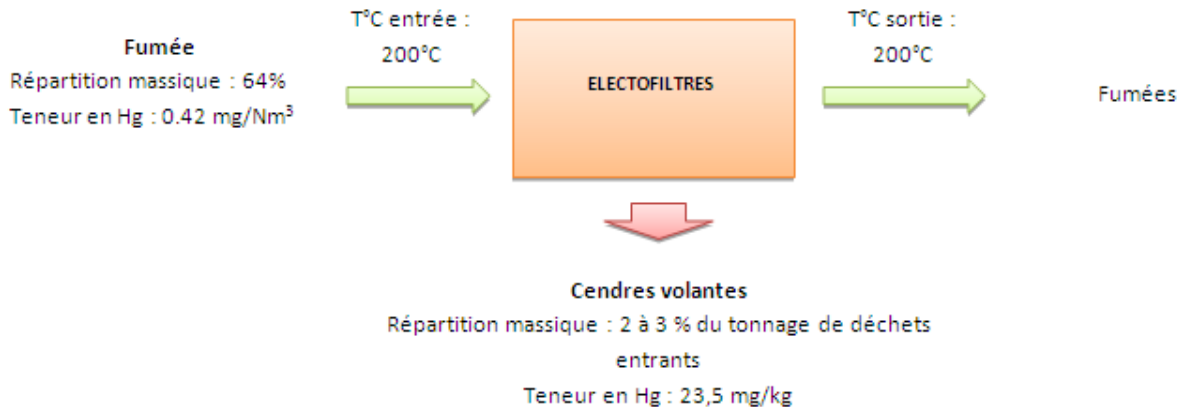 Fumée
Répartition massique : 64%
Teneur en Hg : 0.42 mg/Nm³
T°C entrée :
200°C
ELECTOFILTRES
T°C sortie :
200°C
Fumées
Cendres volantes
Répartition massique : 2 à 3 % du tonnage de déchets
entrants
Teneur en Hg : 23,5 mg/kg